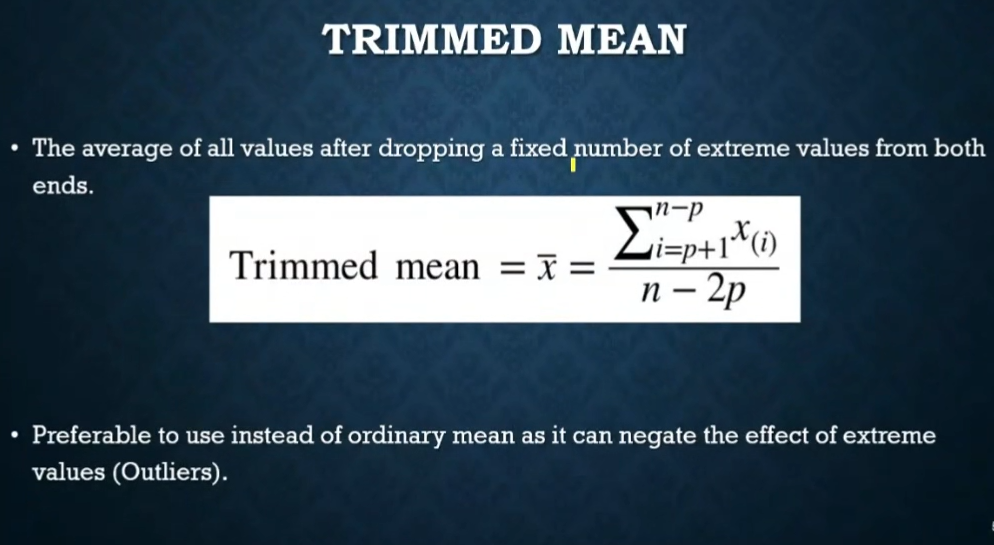 TRIMMED MEAN
• The average of all values after dropping a fixed number of extreme values from both
ends.
Trimmed mean = x̄ = \frac{\sum_{i=p+1}^{n-p} x_{(i)}}{n - 2p}
• Preferable to use instead of ordinary mean as it can negate the effect of extreme
values (Outliers).